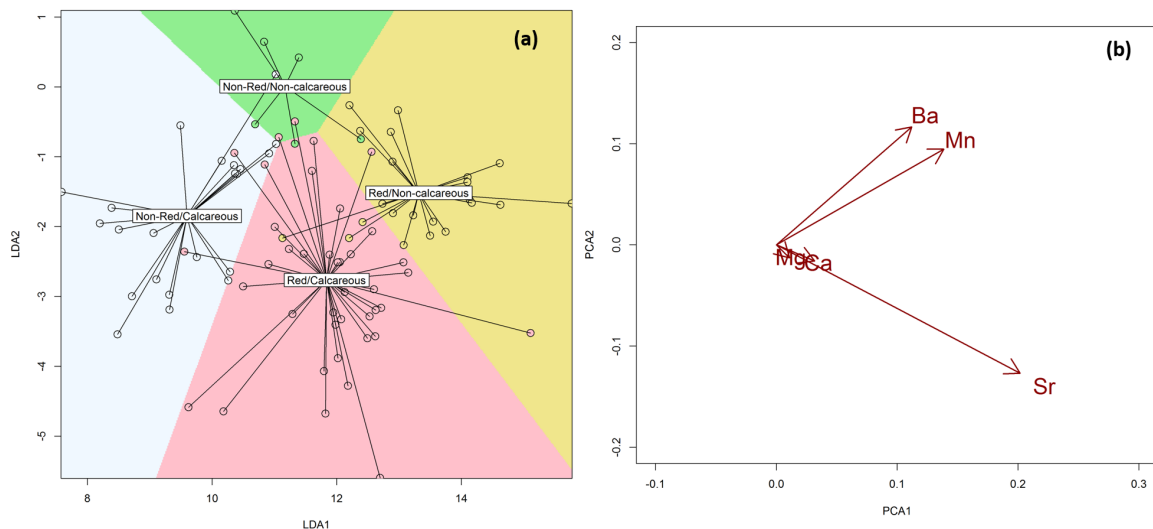 (a)
1
0
-1
-2
-3
-4
-5
LDA2
Non-Red/Non-calcareous
Red/Non-calcareous
Non-Red/Calcareous
Red/Calcareous
8
10
12
14
LDA1
(b)
0.2
0.1
0.0
-0.1
-0.2
PCA2
Ba
Mn
Mg
Ca
Sr
-0.1
0.0
0.1
0.2
0.3
PCA1